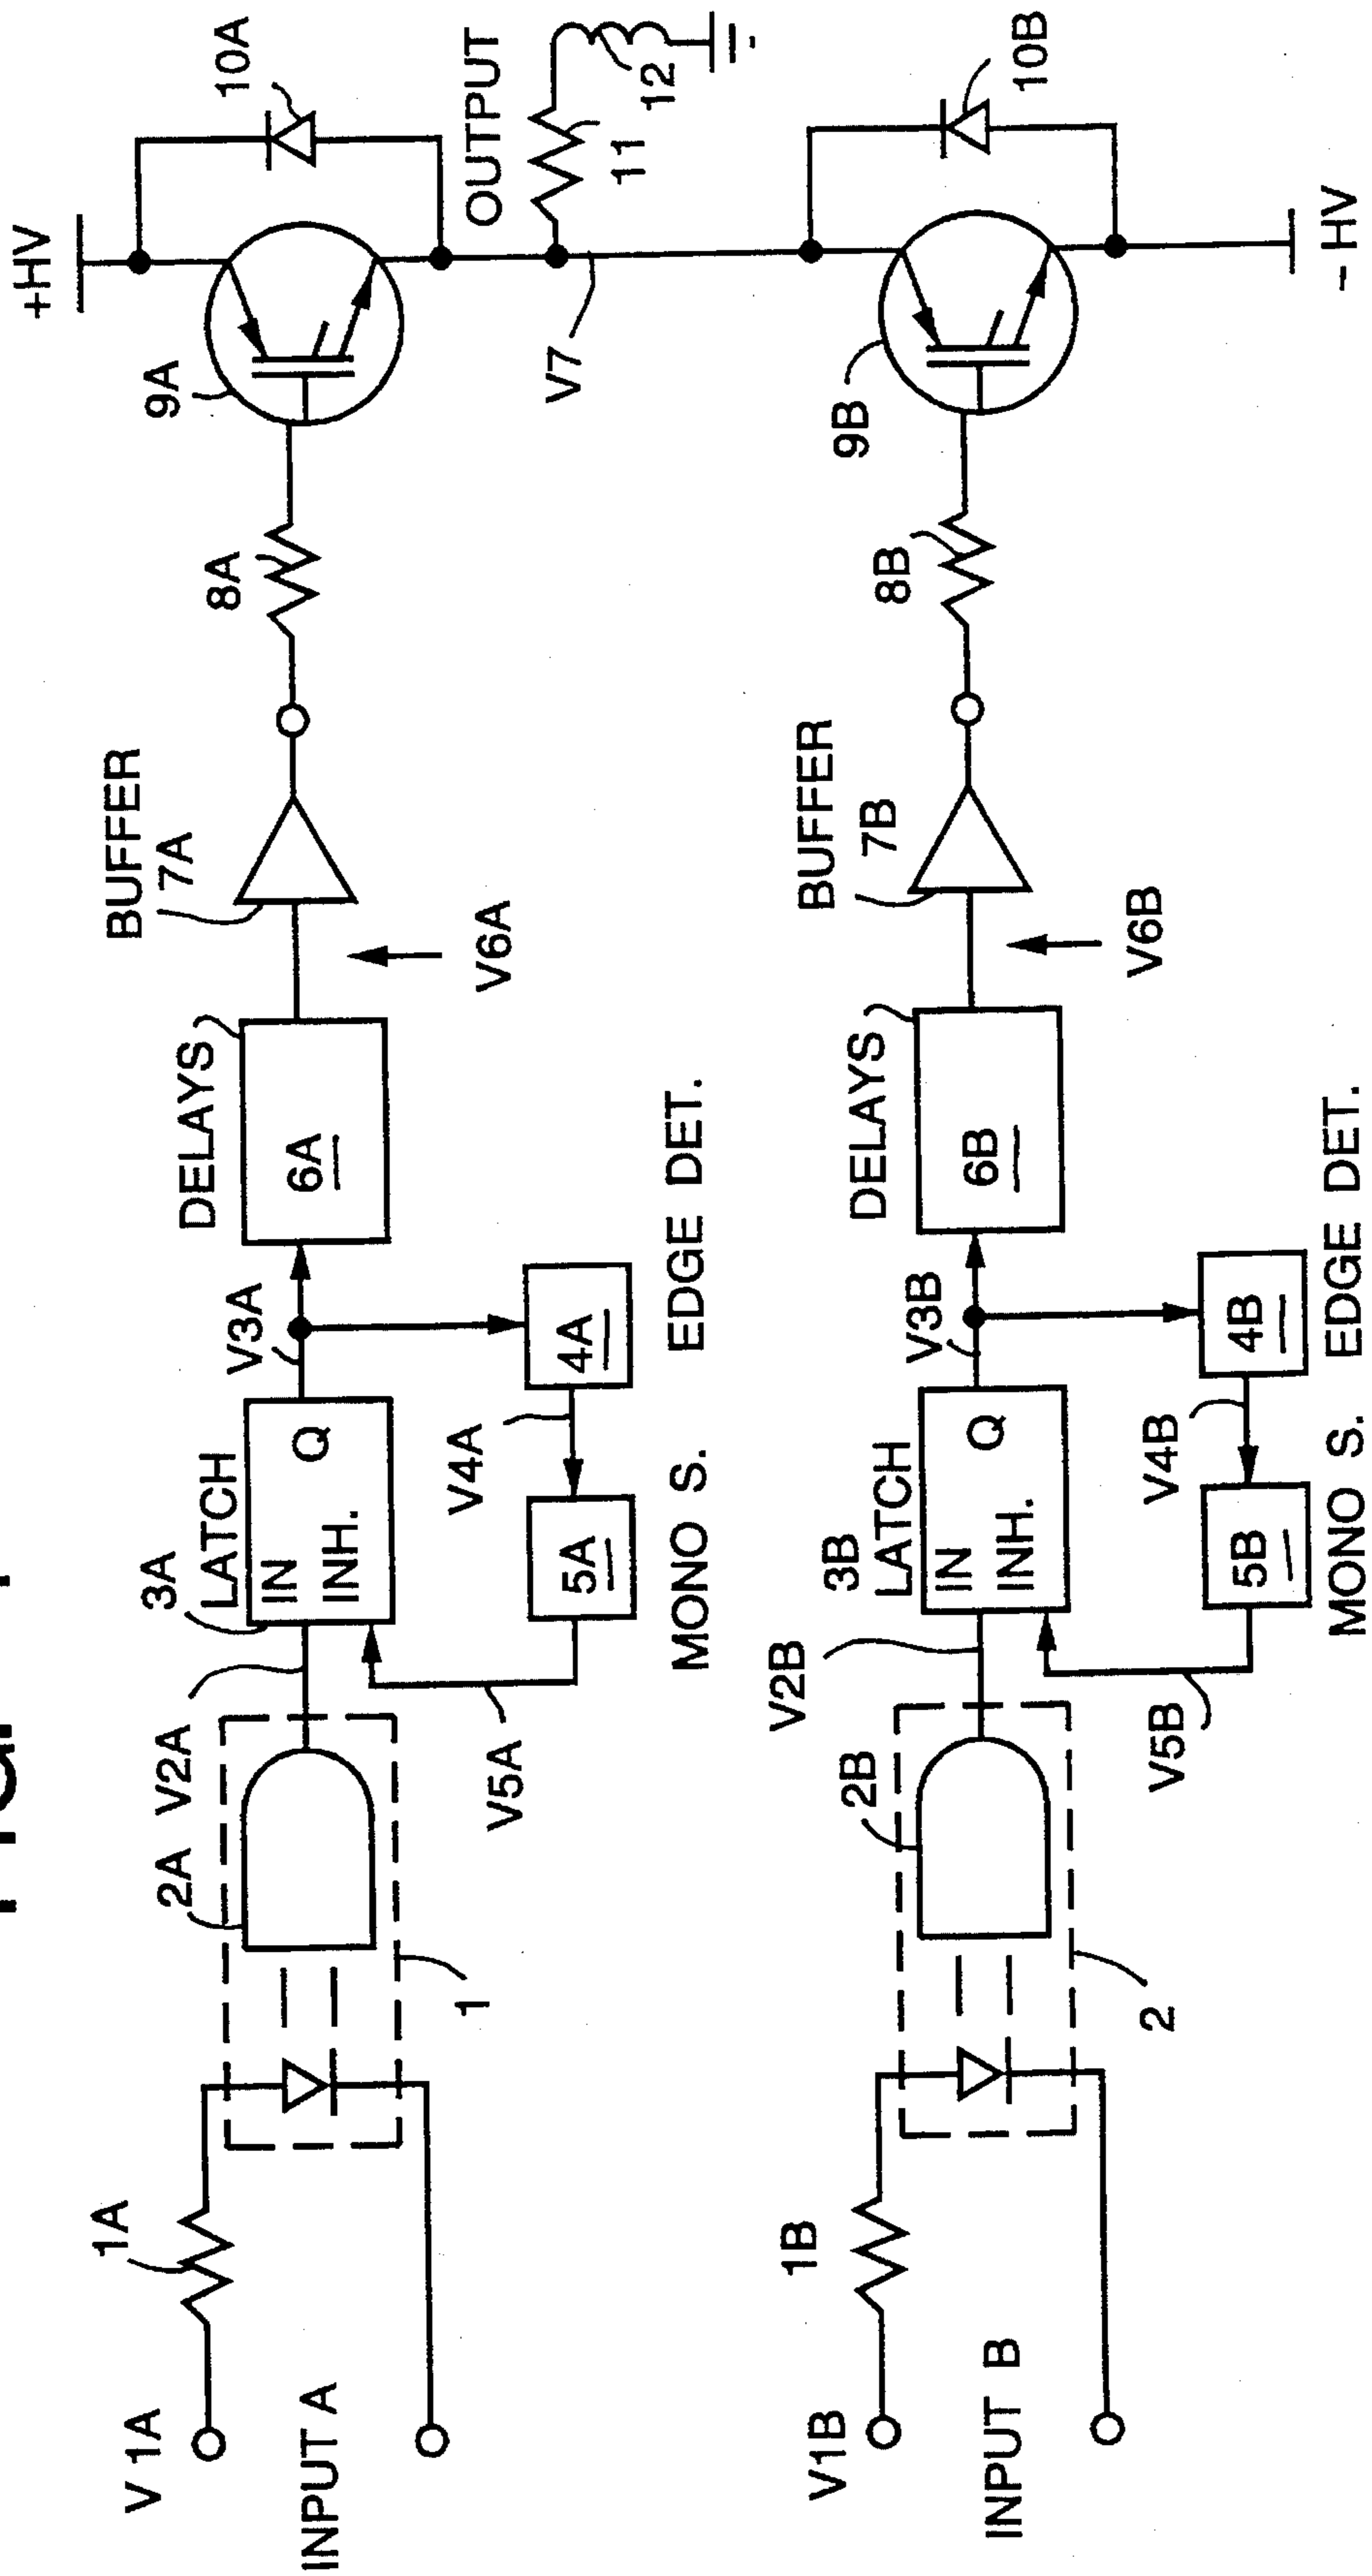 V 1A
1A
INPUT A
1
2A
V2A
3A
LATCH
IN
INH.
Q
V3A
V5A
5A
V4A
4A
MONO S.
EDGE DET.
DELAYS
6A
V6A
BUFFER
7A
8A
9A
+HV
10A
OUTPUT
11
12
V7
V1B
1B
INPUT B
2
2B
V2B
3B
LATCH
IN
INH.
Q
V3B
V5B
5B
V4B
4B
MONO S.
EDGE DET.
DELAYS
6B
V6B
BUFFER
7B
8B
9B
10B
- HV